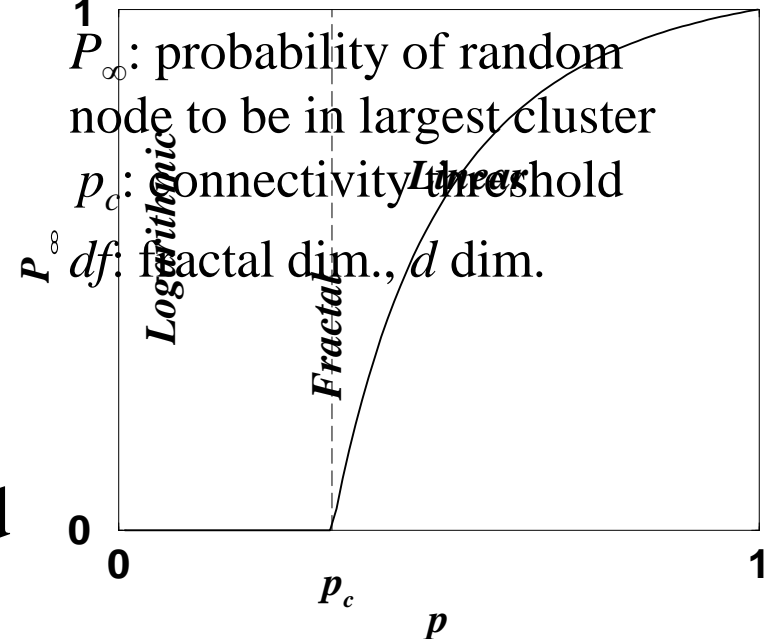 1
P∞: probability of random
node to be in largest cluster
pc: connectivity threshold
Linear
Logarithmic
P∞
df: fractal dim., d dim.
Fractal
0
0
1
pc
p